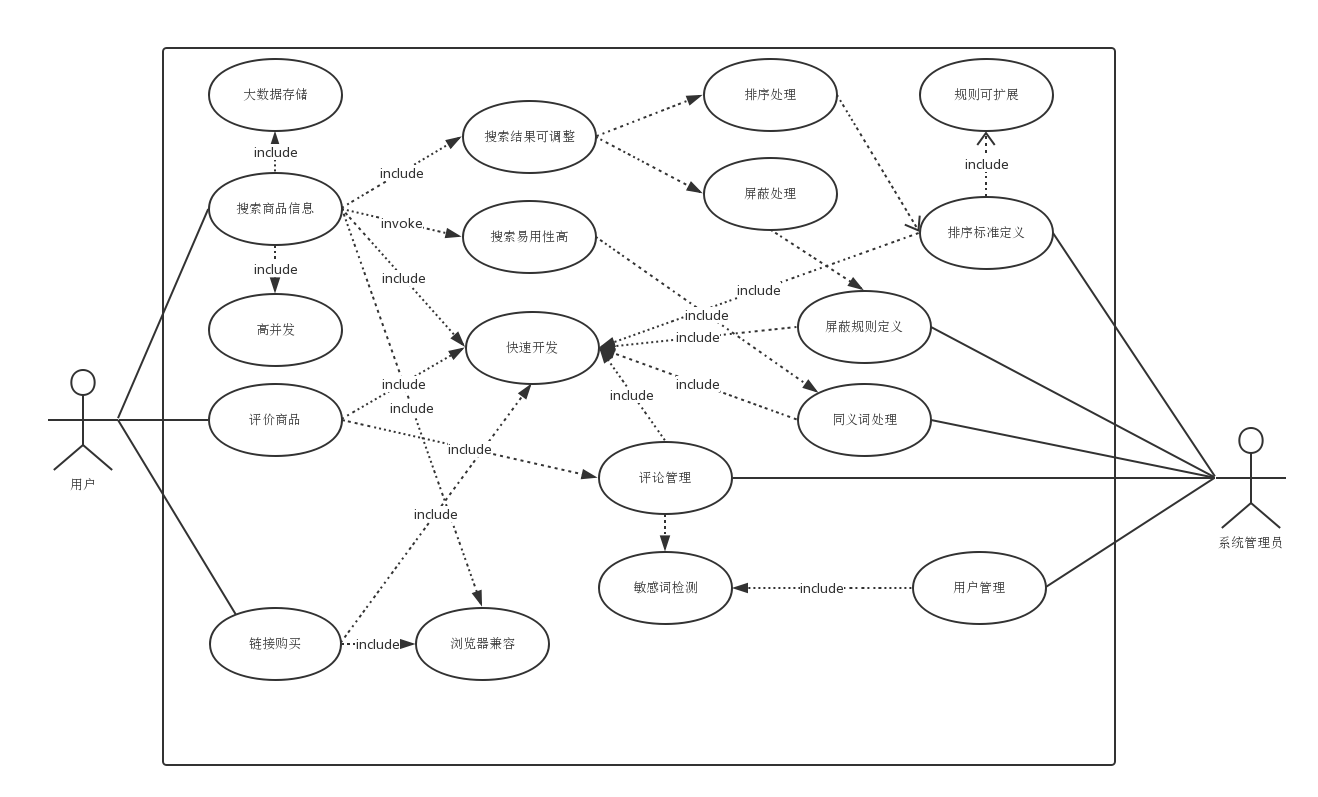 大数据存储
排序处理
规则可扩展
搜索结果可调整
include
include
include
屏蔽处理
搜索商品信息
invoke
搜索易用性高
排序标准定义
include
include
include
高并发
include
屏蔽规则定义
include
快速开发
include
include
include
include
评价商品
同义词处理
include
评论管理
用户
include
系统管理员
敏感词检测
include
用户管理
链接购买
include
浏览器兼容